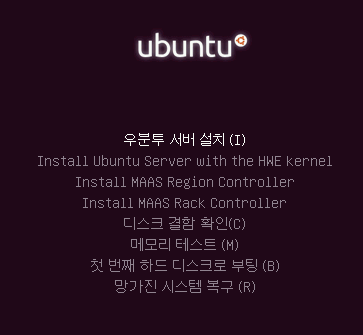 ubuntu
우분투 서버 설치 (I)
Install Ubuntu Server with the HWE kernel
Install MAAS Region Controller
Install MAAS Rack Controller
디스크 결함 확인(C)
메모리 테스트 (M)
첫 번째 하드 디스크로 부팅 (B)
망가진 시스템 복구 (R)